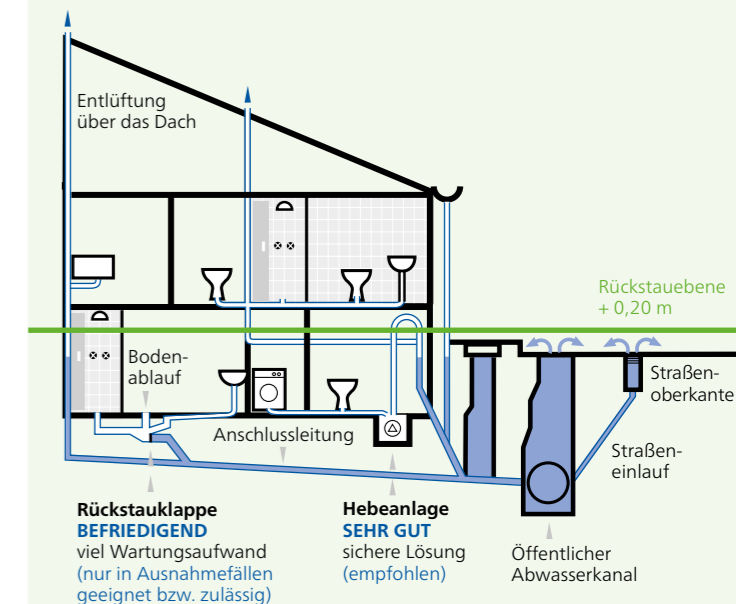 Entlüftung
über das Dach
Rückstauebene
+ 0,20 m
Boden-
ablauf
Straßen-
oberkante
Anschlussleitung
Straßen-
einlauf
Rückstauklappe
BEFRIEDIGEND
viel Wartungsaufwand
(nur in Ausnahmefällen
geeignet bzw. zulässig)
Hebeanlage
SEHR GUT
sichere Lösung
(empfohlen)
Öffentlicher
Abwasserkanal